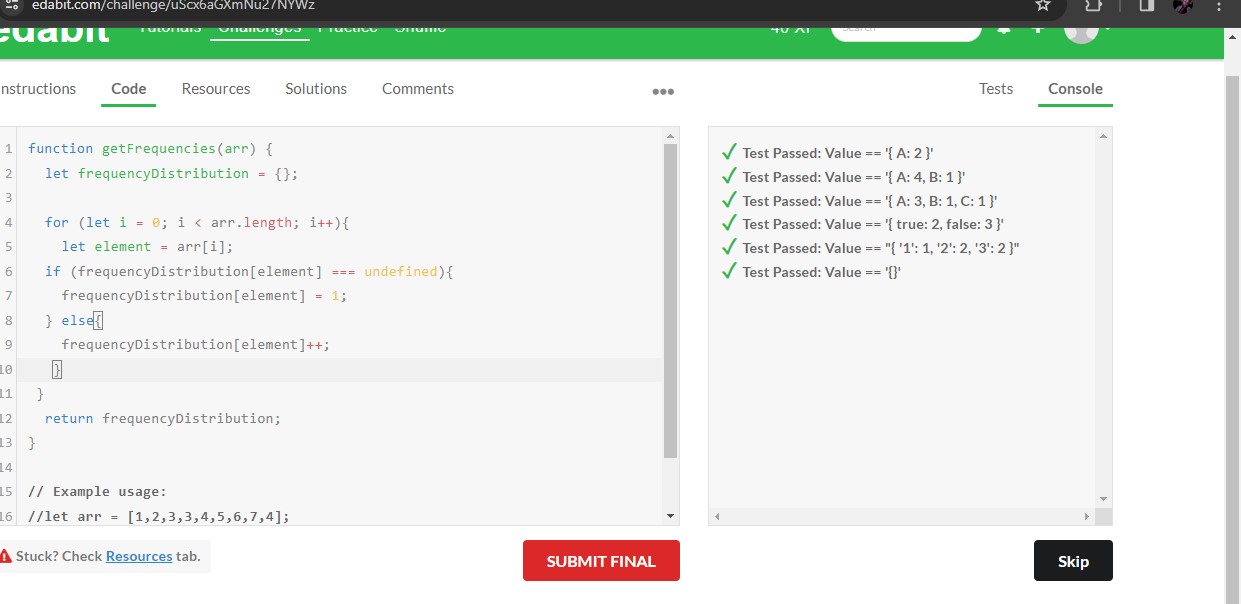 edabit.com/challenge/uScx6aGXmNu27NYWz
edabit Tutorials Challenges Practice Shuffle 40 XP Search
nstructions Code Resources Solutions Comments ••• Tests Console
1 function getFrequencies(arr) {
2 let frequencyDistribution = {};
3
4 for (let i = 0; i < arr.length; i++){
5 let element = arr[i];
6 if (frequencyDistribution[element] === undefined){
7 frequencyDistribution[element] = 1;
8 } else{
9 frequencyDistribution[element]++;
10 }
11 }
12 return frequencyDistribution;
13 }
14
15 // Example usage:
16 //let arr = [1,2,3,3,4,5,6,7,4];
Test Passed: Value == '{ A: 2 }'
Test Passed: Value == '{ A: 4, B: 1 }'
Test Passed: Value == '{ A: 3, B: 1, C: 1 }'
Test Passed: Value == '{ true: 2, false: 3 }'
Test Passed: Value == "{ '1': 1, '2': 2, '3': 2 }"
Test Passed: Value == '{}'
Stuck? Check Resources tab.
SUBMIT FINAL
Skip